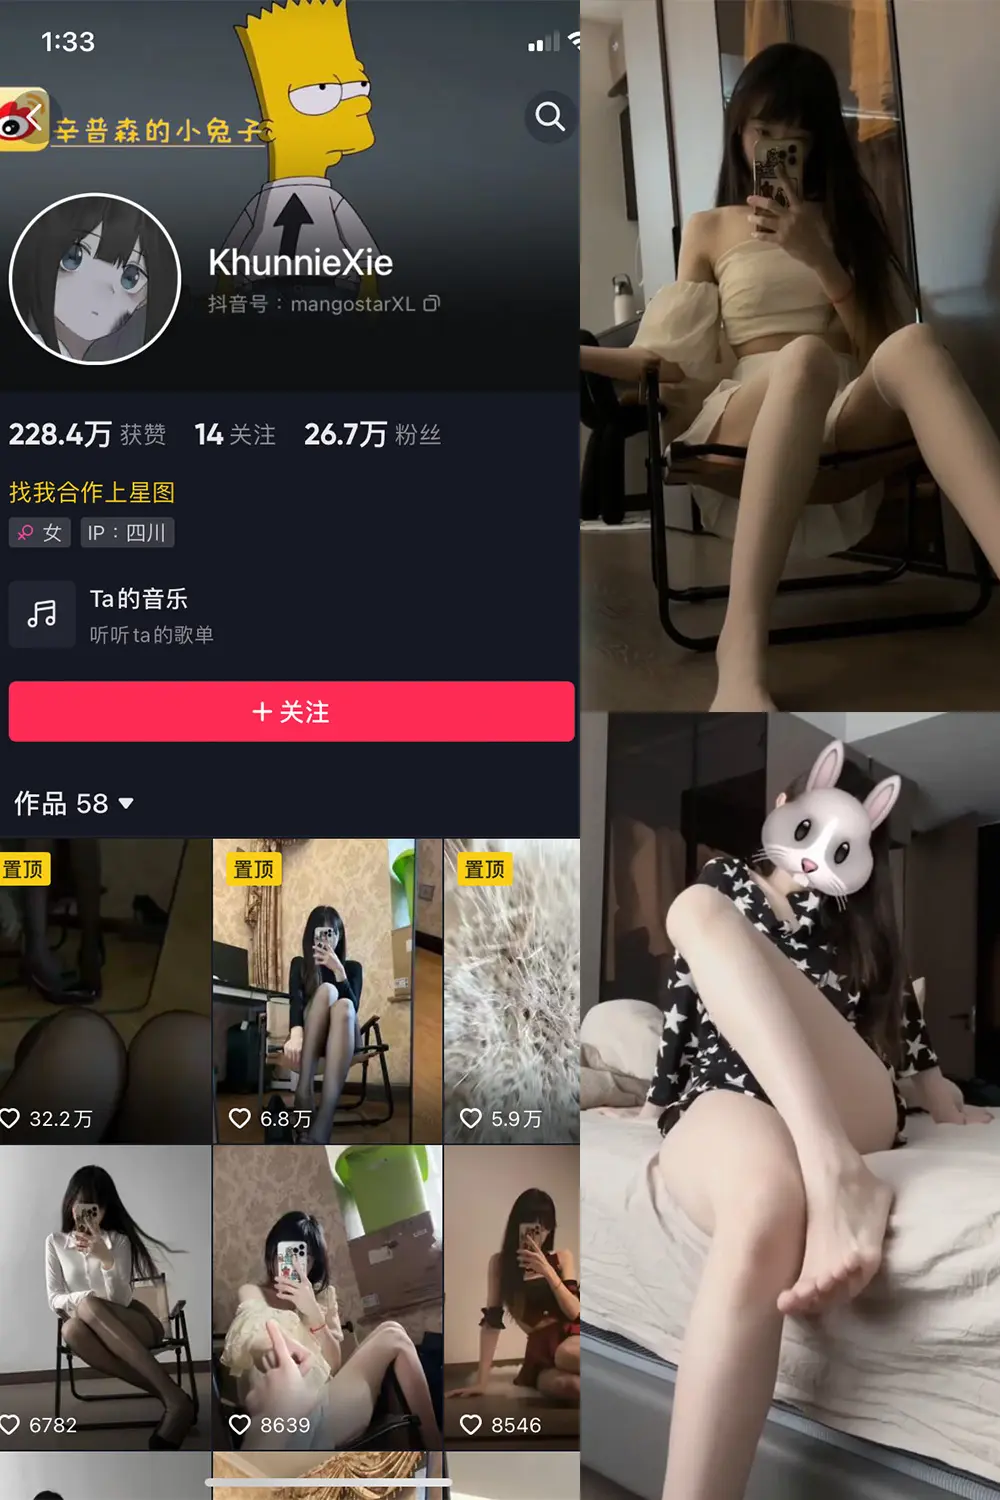 1:33
辛普森的小兔子
KhunnieXie
抖音号：mangostarXL
228.4万 获赞 14 关注 26.7万 粉丝
找我合作上星图
女 IP：四川
Ta的音乐
听听ta的歌单
+ 关注
作品 58
置顶 置顶 置顶
32.2万 6.8万 5.9万
6782 8639 8546